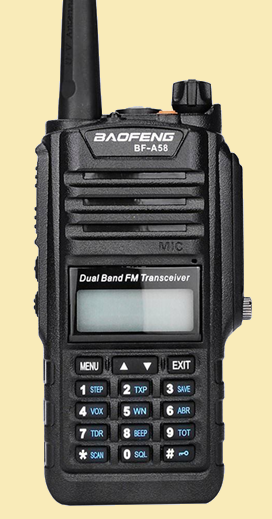 BAOFENG
BF-A58
MIC
Dual Band FM Transceiver
MENU ▲ ▼ EXIT
1 STEP 2 TXP 3 SAVE
4 VOX 5 WN 6 ABR
7 TDR 8 BEEP 9 TOT
* SCAN 0 SQL #